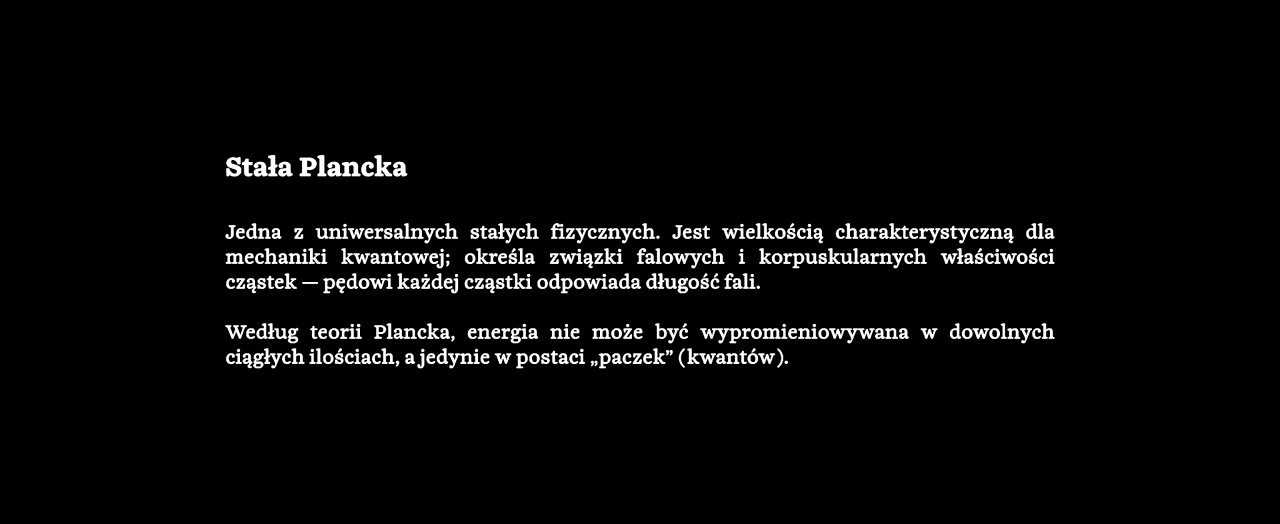 Stała Plancka
Jedna z uniwersalnych stałych fizycznych. Jest wielkością charakterystyczną dla
mechaniki kwantowej; określa związki falowych i korpuskularnych właściwości
cząstek — pędowi każdej cząstki odpowiada długość fali.
Według teorii Plancka, energia nie może być wypromieniowywana w dowolnych
ciągłych ilościach, a jedynie w postaci „paczek” (kwantów).